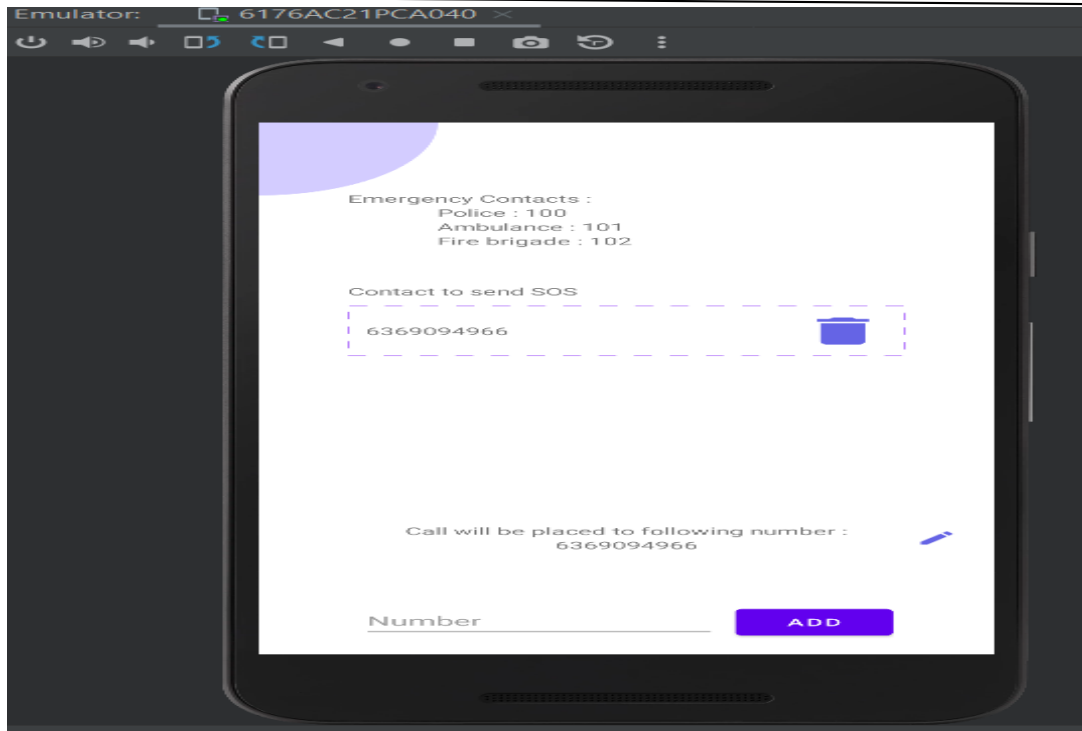 Emulator: 6176AC21PCA040
Emergency Contacts :
Police : 100
Ambulance : 101
Fire brigade : 102
Contact to send SOS
6369094966
Call will be placed to following number :
6369094966
Number
ADD